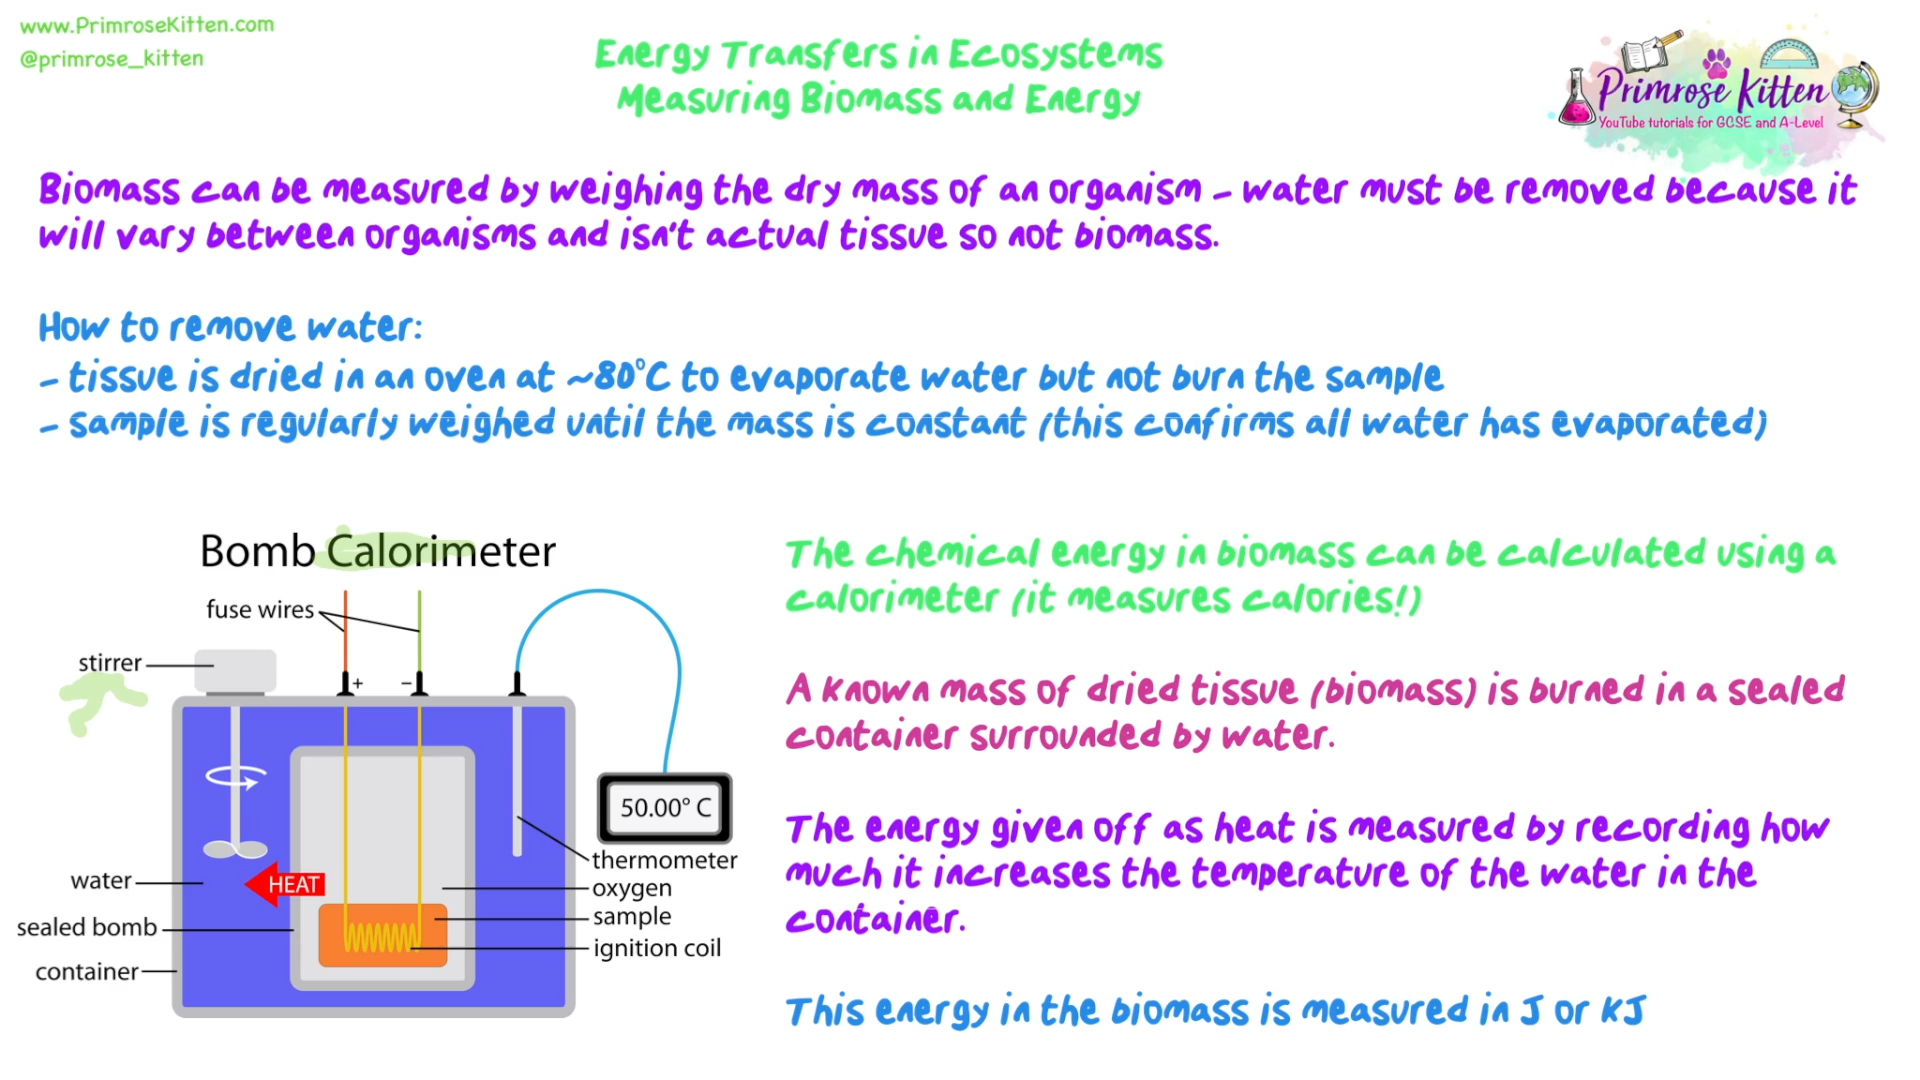 www.PrimroseKitten.com
@primrose_kitten
Energy Transfers in Ecosystems
Measuring Biomass and Energy
Primrose Kitten
YouTube tutorials for GCSE and A-Level
Biomass can be measured by weighing the dry mass of an organism - water must be removed because it
will vary between organisms and isn't actual tissue so not biomass.
How to remove water:
- tissue is dried in an oven at ~80°C to evaporate water but not burn the sample
- sample is regularly weighed until the mass is constant (this confirms all water has evaporated)
Bomb Calorimeter
fuse wires
stirrer
+
−
50.00° C
thermometer
water
HEAT
oxygen
sample
sealed bomb
ignition coil
container
The chemical energy in biomass can be calculated using a
calorimeter (it measures calories!)
A known mass of dried tissue (biomass) is burned in a sealed
container surrounded by water.
The energy given off as heat is measured by recording how
much it increases the temperature of the water in the
container.
This energy in the biomass is measured in J or KJ